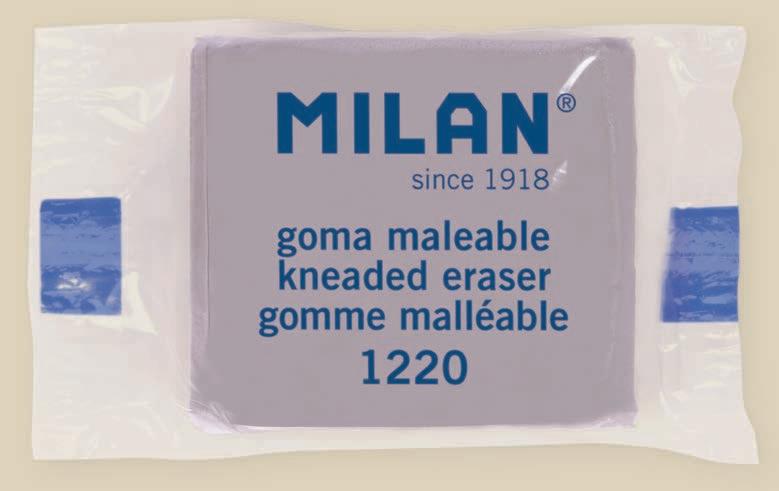 MILAN®
since 1918
goma maleable
kneaded eraser
gomme malléable
1220